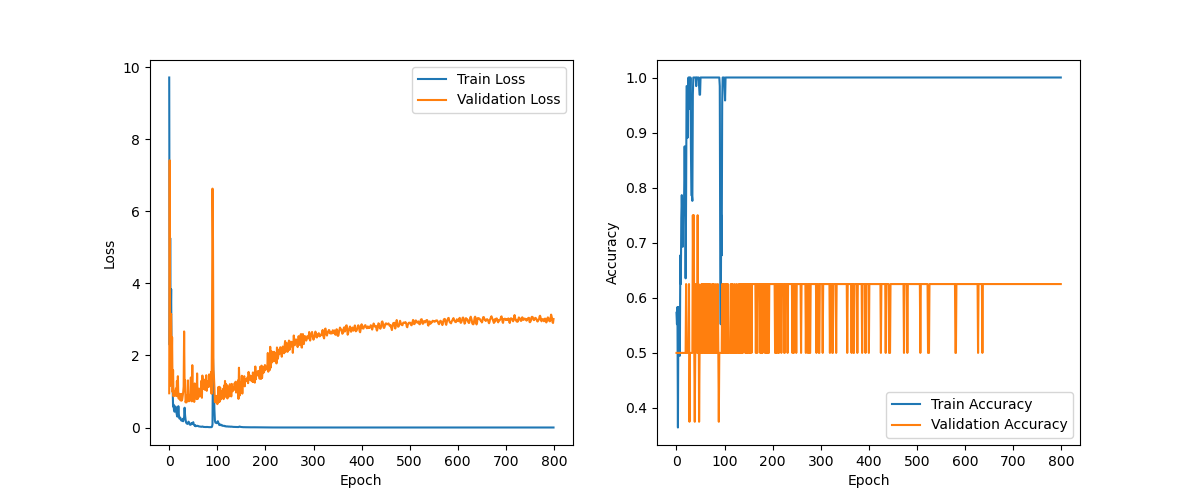 10
8
6
4
2
0
Loss
0 100 200 300 400 500 600 700 800
Epoch
Train Loss
Validation Loss
1.0
0.9
0.8
0.7
0.6
0.5
0.4
Accuracy
0 100 200 300 400 500 600 700 800
Epoch
Train Accuracy
Validation Accuracy